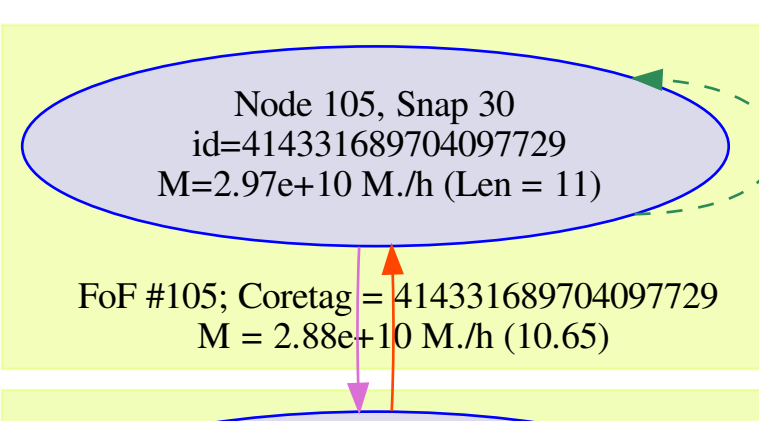 Node 105, Snap 30
id=414331689704097729
M=2.97e+10 M./h (Len = 11)
FoF #105; Coretag = 414331689704097729
M = 2.88e+10 M./h (10.65)